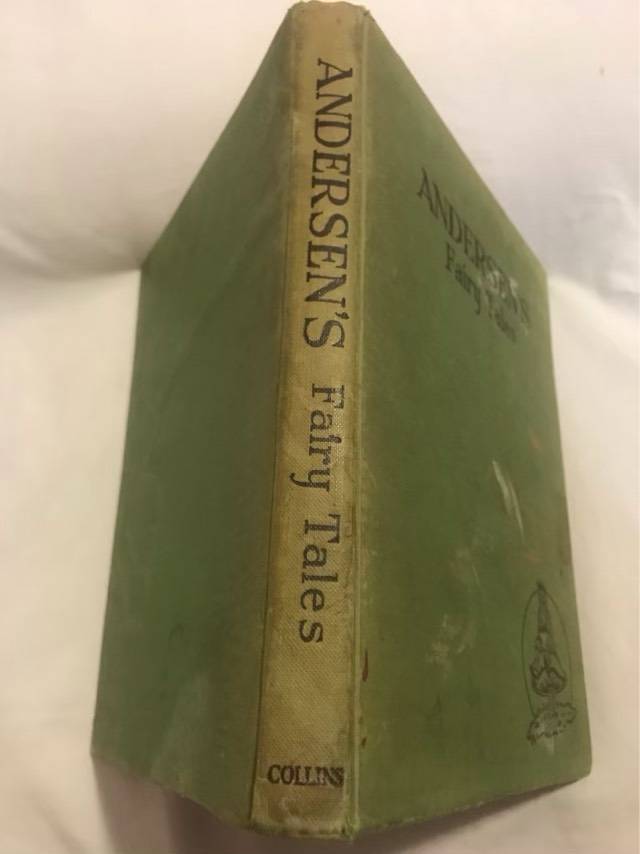 ANDERSEN'S Fairy Tales
COLLINS
ANDERSEN'S
Fairy Tales